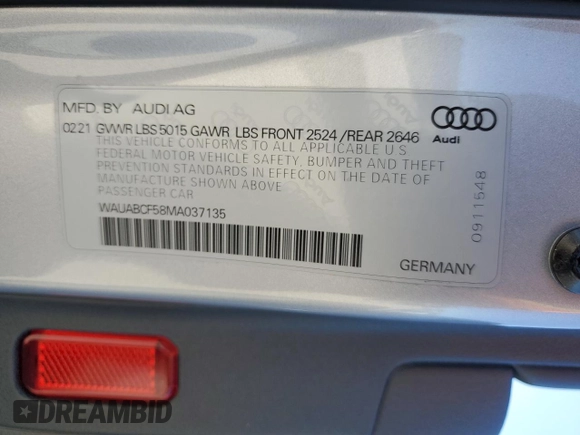 MFD. BY AUDI AG
02 21 GVWR LBS 5015 GAWR LBS FRONT 2524 /REAR 2646
THIS VEHICLE CONFORMS TO ALL APPLICABLE U.S.
FEDERAL MOTOR VEHICLE SAFETY, BUMPER AND THEFT
PREVENTION STANDARDS IN EFFECT ON THE DATE OF
MANUFACTURE SHOWN ABOVE
PASSENGER CAR
WAUABCF58MA037135
GERMANY
Audi
0911548
DREAMBID